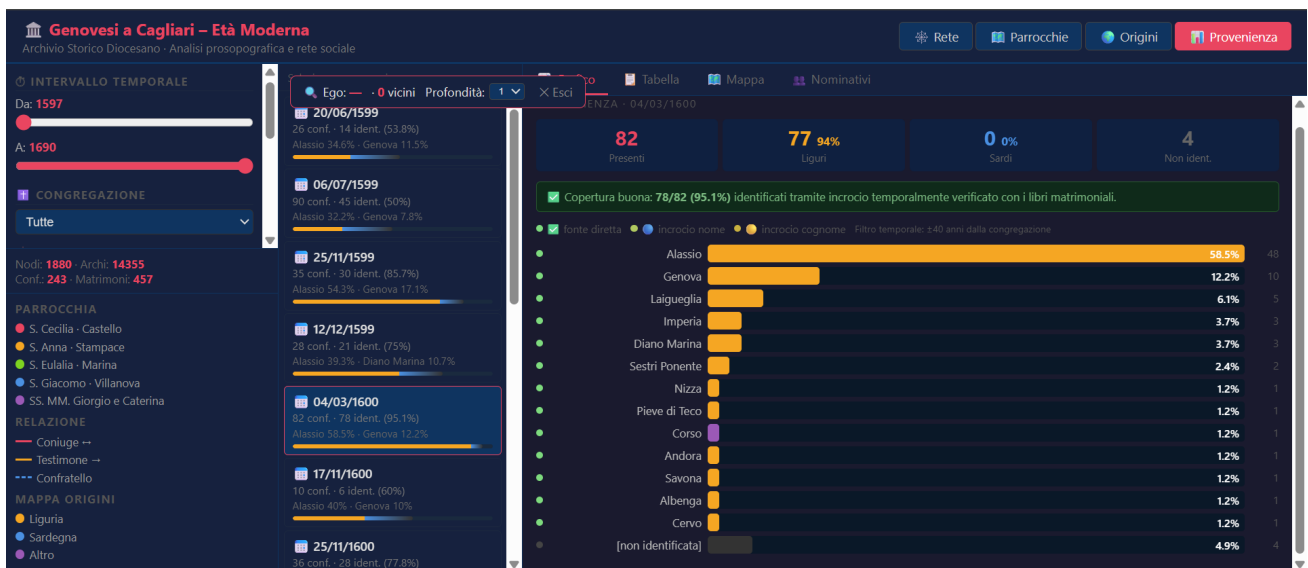 Genovesi a Cagliari – Età Moderna
Archivio Storico Diocesano · Analisi prosopografica e rete sociale
Rete
Parrocchie
Origini
Provenienza
INTERVALLO TEMPORALE
Da: 1597
A: 1690
CONGREGAZIONE
Tutte
Nodi: 1880 · Archi: 14355
Conf.: 243 · Matrimoni: 457
PARROCCHIA
S. Cecilia · Castello
S. Anna · Stampace
S. Eulalia · Marina
S. Giacomo · Villanova
SS. MM. Giorgio e Caterina
RELAZIONE
Coniuge ↔
Testimone →
Confratello
MAPPA ORIGINI
Liguria
Sardegna
Altro
Ego: — · 0 vicini Profondità: 1 ✕ Esci
20/06/1599
26 conf. · 14 ident. (53.8%)
Alassio 34.6% · Genova 11.5%
06/07/1599
90 conf. · 45 ident. (50%)
Alassio 32.2% · Genova 7.8%
25/11/1599
35 conf. · 30 ident. (85.7%)
Alassio 54.3% · Genova 17.1%
12/12/1599
28 conf. · 21 ident. (75%)
Alassio 39.3% · Diano Marina 10.7%
04/03/1600
82 conf. · 78 ident. (95.1%)
Alassio 58.5% · Genova 12.2%
17/11/1600
10 conf. · 6 ident. (60%)
Alassio 40% · Genova 10%
25/11/1600
36 conf. · 28 ident. (77.8%)
Tabella
Mappa
Nominativi
ENZA · 04/03/1600
82
Presenti
77 94%
Liguri
0 0%
Sardi
4
Non ident.
Copertura buona: 78/82 (95.1%) identificati tramite incrocio temporalmente verificato con i libri matrimoniali.
fonte diretta incrocio nome incrocio cognome Filtro temporale: ±40 anni dalla congregazione
Alassio 58.5% 48
Genova 12.2% 10
Laigueglia 6.1% 5
Imperia 3.7% 3
Diano Marina 3.7% 3
Sestri Ponente 2.4% 2
Nizza 1.2% 1
Pieve di Teco 1.2% 1
Corso 1.2% 1
Andora 1.2% 1
Savona 1.2% 1
Albenga 1.2% 1
Cervo 1.2% 1
[non identificata] 4.9% 4